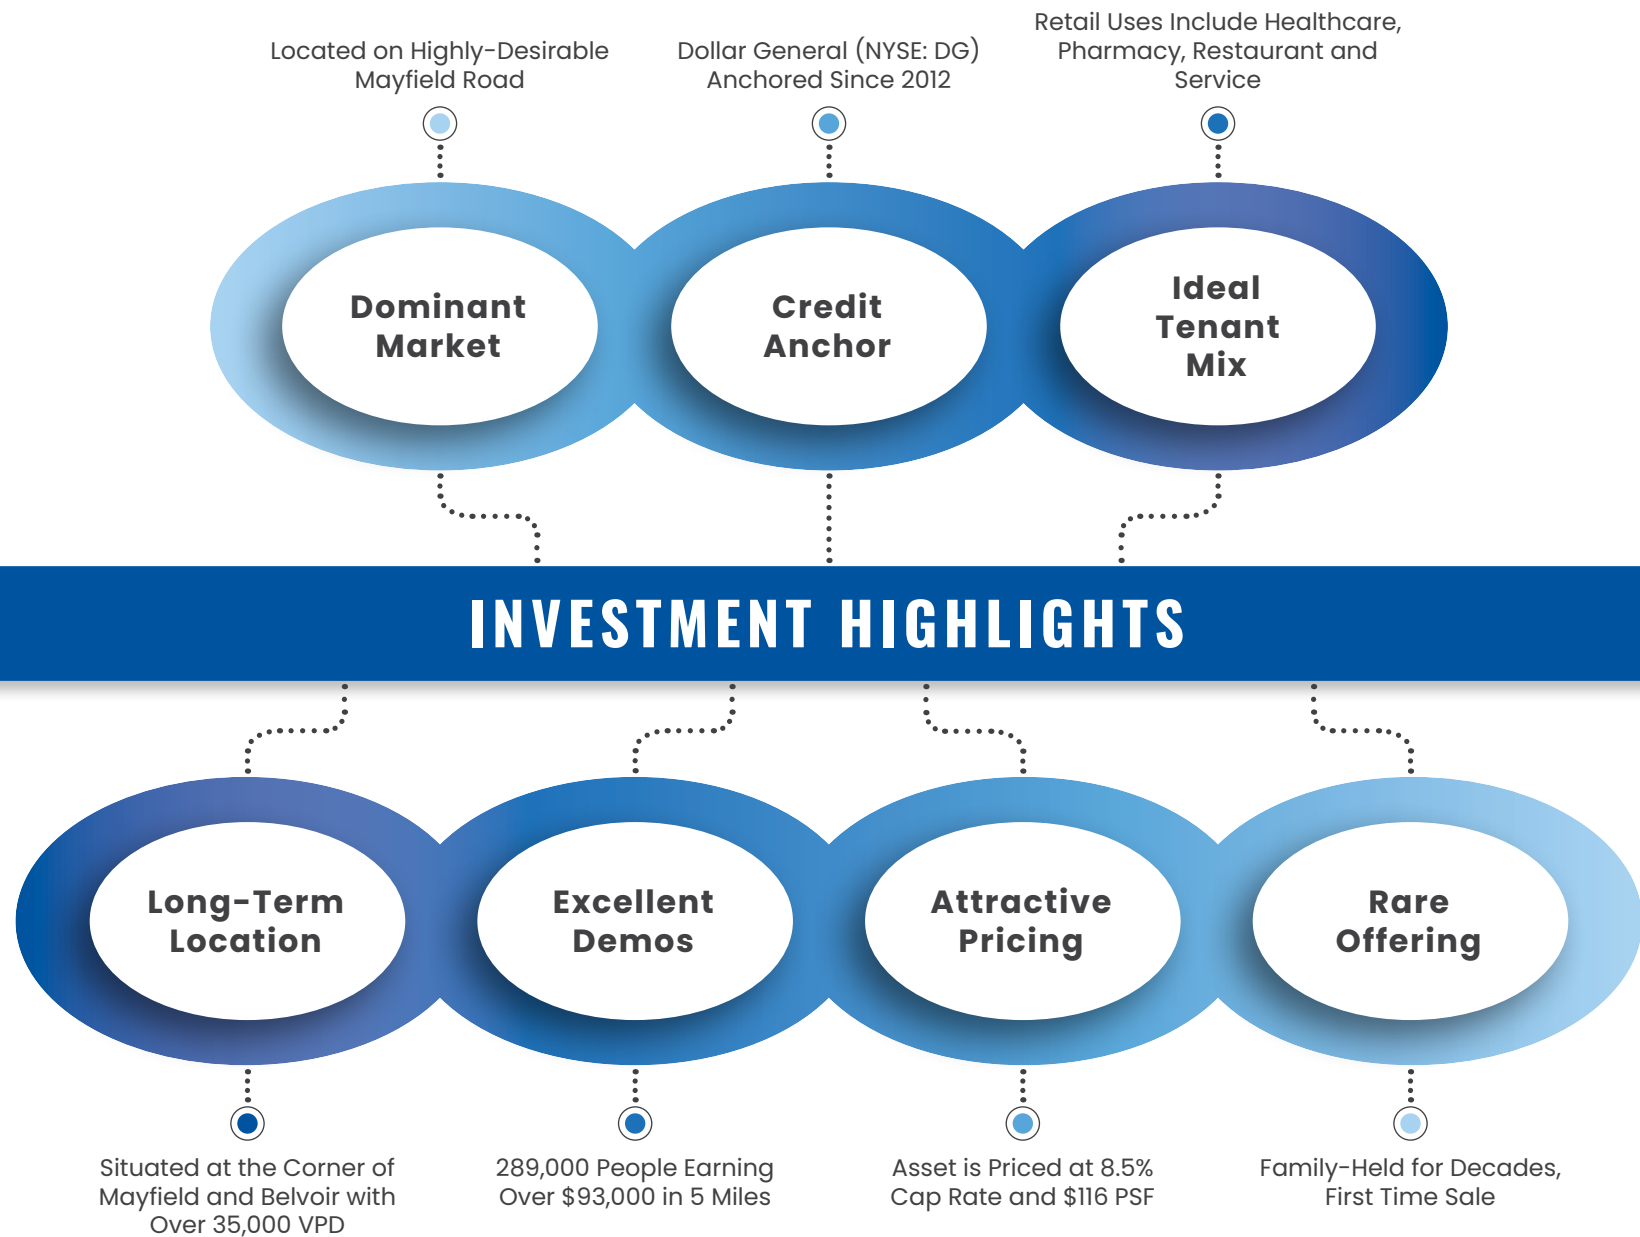 Located on Highly-Desirable
Mayfield Road
Dollar General (NYSE: DG)
Anchored Since 2012
Retail Uses Include Healthcare,
Pharmacy, Restaurant and
Service
Dominant
Market
Credit
Anchor
Ideal
Tenant
Mix
INVESTMENT HIGHLIGHTS
Long-Term
Location
Excellent
Demos
Attractive
Pricing
Rare
Offering
Situated at the Corner of
Mayfield and Belvoir with
Over 35,000 VPD
289,000 People Earning
Over $93,000 in 5 Miles
Asset is Priced at 8.5%
Cap Rate and $116 PSF
Family-Held for Decades,
First Time Sale